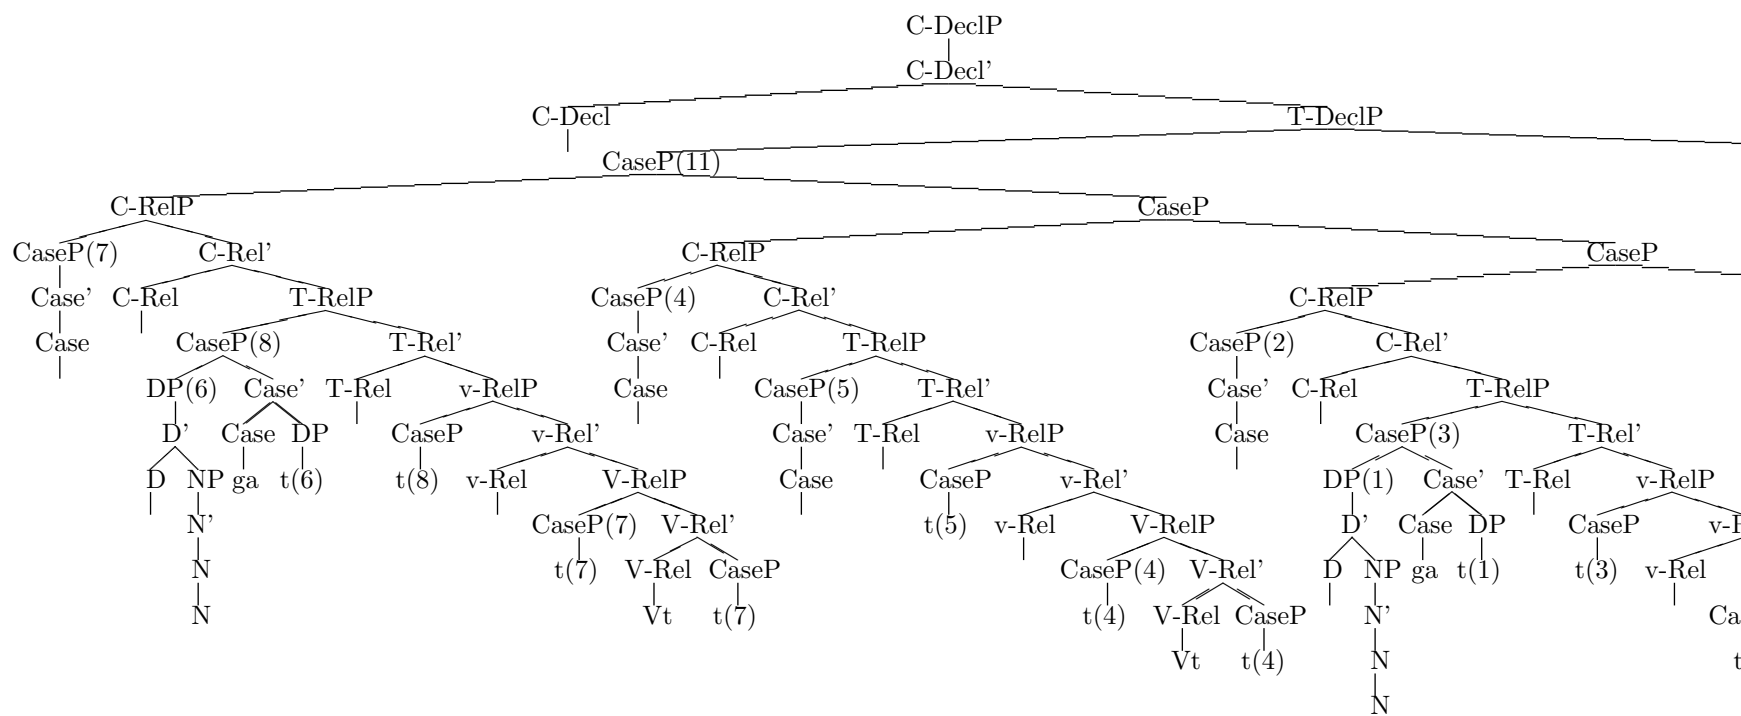 C-DeclP
C-Decl’
C-Decl T-DeclP
CaseP(11)
C-RelP CaseP
CaseP(7) C-Rel’ C-RelP CaseP
Case’ C-Rel T-RelP CaseP(4) C-Rel’ C-RelP
Case CaseP(8) T-Rel’ Case’ C-Rel T-RelP CaseP(2) C-Rel’
DP(6) Case’ T-Rel v-RelP Case CaseP(5) T-Rel’ Case’ C-Rel T-RelP
D’ Case DP CaseP v-Rel’ Case’ T-Rel v-RelP Case CaseP(3) T-Rel’
D NP ga t(6) t(8) v-Rel V-RelP Case CaseP v-Rel’ DP(1) Case’ T-Rel v-RelP
N’ CaseP(7) V-Rel’ t(5) v-Rel V-RelP D’ Case DP CaseP
N t(7) V-Rel CaseP CaseP(4) V-Rel’ D NP ga t(1) t(3) v-Rel
N Vt t(7) t(4) V-Rel CaseP N’
Vt t(4) N
N